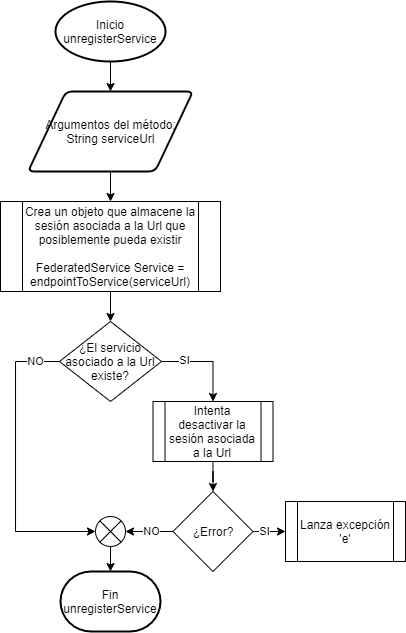 Inicio
unregisterService
Argumentos del método:
String serviceUrl
Crea un objeto que almacene la
sesión asociada a la Url que
posiblemente pueda existir
FederatedService Service =
endpointToService(serviceUrl)
¿El servicio
asociado a la Url
existe?
NO
SI
Intenta
desactivar la
sesión asociada
a la Url
¿Error?
NO
SI
Lanza excepción
'e'
Fin
unregisterService